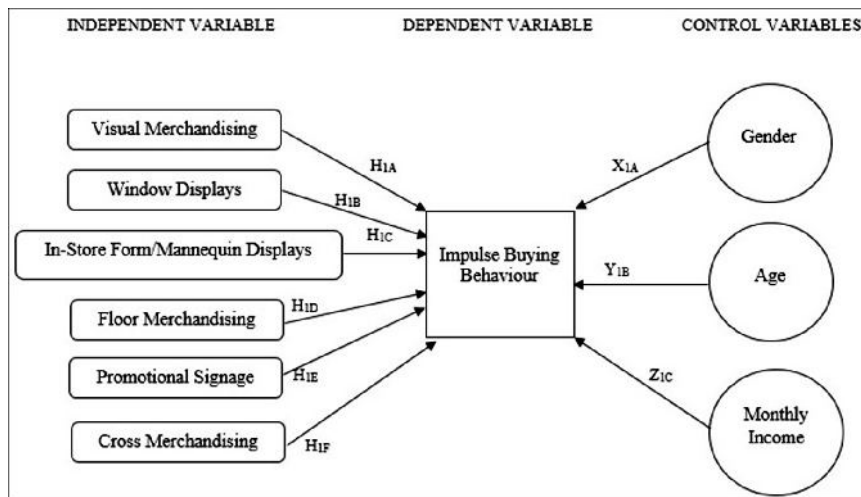 INDEPENDENT VARIABLE
DEPENDENT VARIABLE
CONTROL VARIABLES
Visual Merchandising
Window Displays
In-Store Form/Mannequin Displays
Floor Merchandising
Promotional Signage
Cross Merchandising
H1A
H1B
H1C
H1D
H1E
H1F
Impulse Buying
Behaviour
X1A
Y1B
Z1C
Gender
Age
Monthly
Income